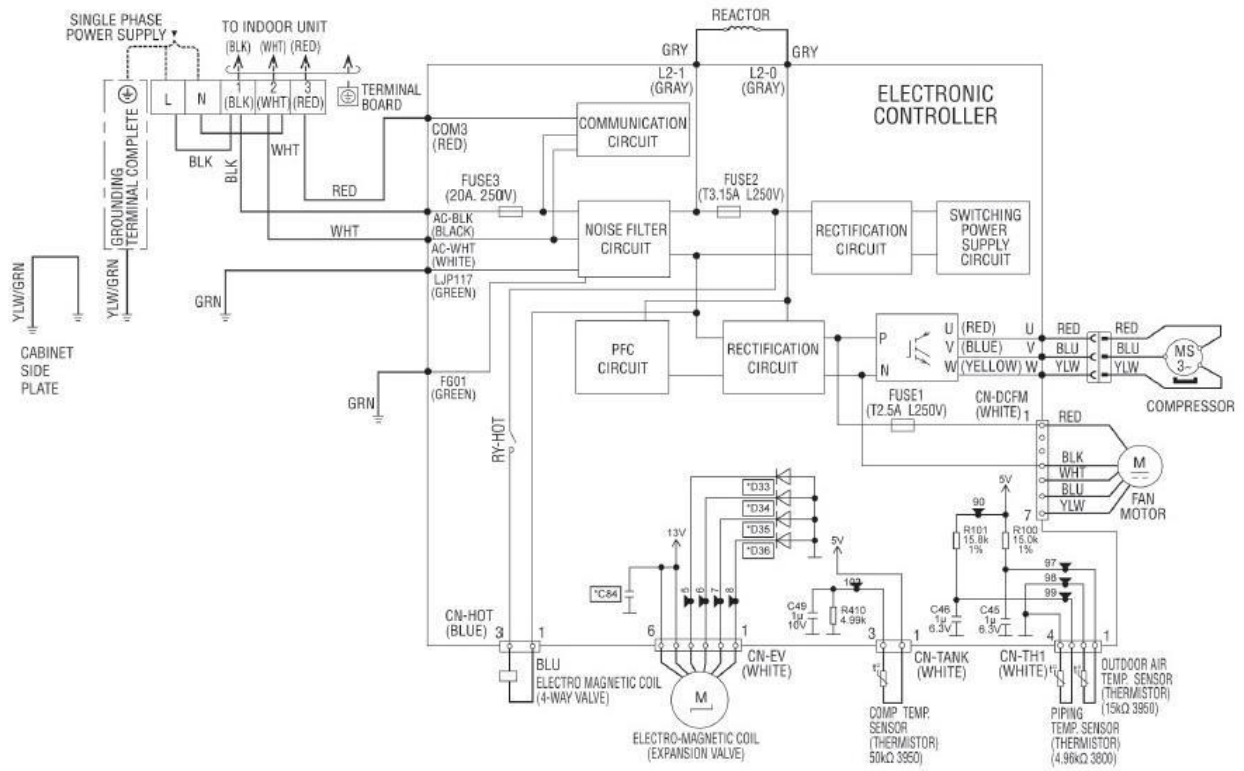 SINGLE PHASE
POWER SUPPLY
TO INDOOR UNIT
(BLK) (WHT) (RED)
L N 1 2 3
(BLK) (WHT) (RED)
TERMINAL
BOARD
GROUNDING
TERMINAL COMPLETE
BLK
BLK
WHT
RED
WHT
YLW/GRN
YLW/GRN
GRN
CABINET
SIDE
PLATE
GRN
REACTOR
GRY
GRY
L2-1
(GRAY)
L2-0
(GRAY)
ELECTRONIC
CONTROLLER
COM3
(RED)
COMMUNICATION
CIRCUIT
FUSE3
(20A. 250V)
FUSE2
(T3.15A L250V)
AC-BLK
(BLACK)
AC-WHT
(WHITE)
LJP117
(GREEN)
NOISE FILTER
CIRCUIT
RECTIFICATION
CIRCUIT
SWITCHING
POWER
SUPPLY
CIRCUIT
PFC
CIRCUIT
RECTIFICATION
CIRCUIT
P
N
U (RED) U
V (BLUE) V
W (YELLOW) W
RED RED
BLU BLU
YLW YLW
MS
3~
COMPRESSOR
FG01
(GREEN)
RY-HOT
FUSE1
(T2.5A L250V)
CN-DCFM
(WHITE) 1
7
RED
BLK
WHT
BLU
YLW
M
FAN
MOTOR
*D33
*D34
*D35
*D36
13V
*C84
5 6 7 8
5V
102
C49
1μ
10V
R410
4.99k
5V
90
R101
15.8k
1%
R100
15.0k
1%
97
98
99
C46
1μ
6.3V
C45
1μ
6.3V
CN-HOT
(BLUE)
3 1
BLU
ELECTRO MAGNETIC COIL
(4-WAY VALVE)
6 1
CN-EV
(WHITE)
M
ELECTRO-MAGNETIC COIL
(EXPANSION VALVE)
3 1
CN-TANK
(WHITE)
t°
COMP TEMP.
SENSOR
(THERMISTOR)
50kΩ 3950
CN-TH1
(WHITE)
4 1
t° t°
PIPING
TEMP. SENSOR
(THERMISTOR)
(4.96kΩ 3800)
OUTDOOR AIR
TEMP. SENSOR
(THERMISTOR)
(15kΩ 3950)